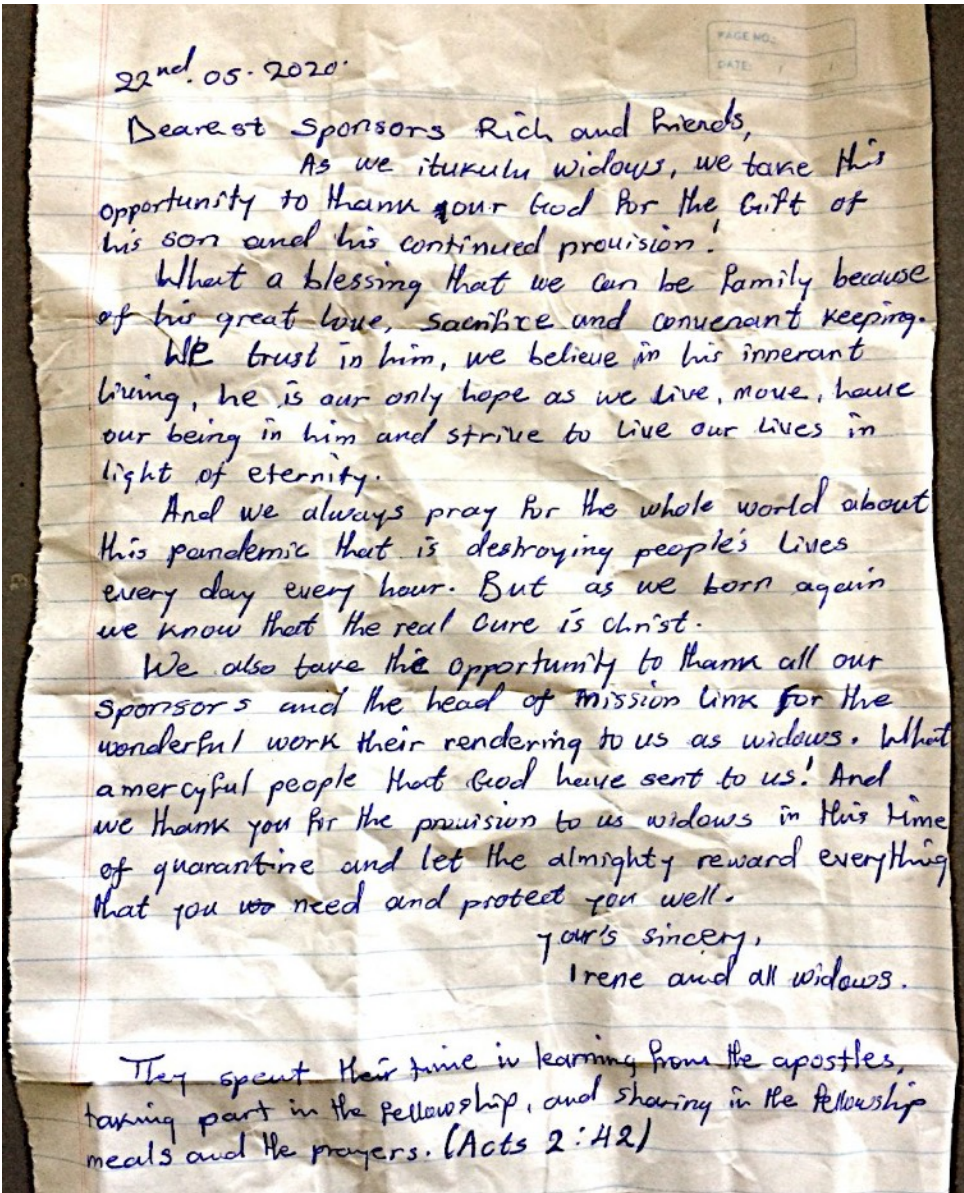 PAGE NO.:
DATE: / /
22nd. 05. 2020.
Dearest Sponsors Rich and friends,
As we itukulu widows, we take this
opportunity to thank your God for the Gift of
his son and his continued provision!
What a blessing that we can be family because
of his great love, sacrifice and convenant keeping.
We trust in him, we believe in his innerant
living, he is our only hope as we live, move, have
our being in him and strive to live our lives in
light of eternity.
And we always pray for the whole world about
this pandemic that is destroying people's lives
every day every hour. But as we born again
we know that the real cure is christ.
We also take the opportunity to thank all our
sponsors and the head of mission link for the
wonderful work their rendering to us as widows. What
a mercyful people that God have sent to us! And
we thank you for the provision to us widows in this time
of quarantine and let the almighty reward everything
that you need and protect you well.
your's sincery,
Irene and all widows.
They spent their time in learning from the apostles,
taking part in the fellowship, and sharing in the fellowship
meals and the prayers. (Acts 2:42)